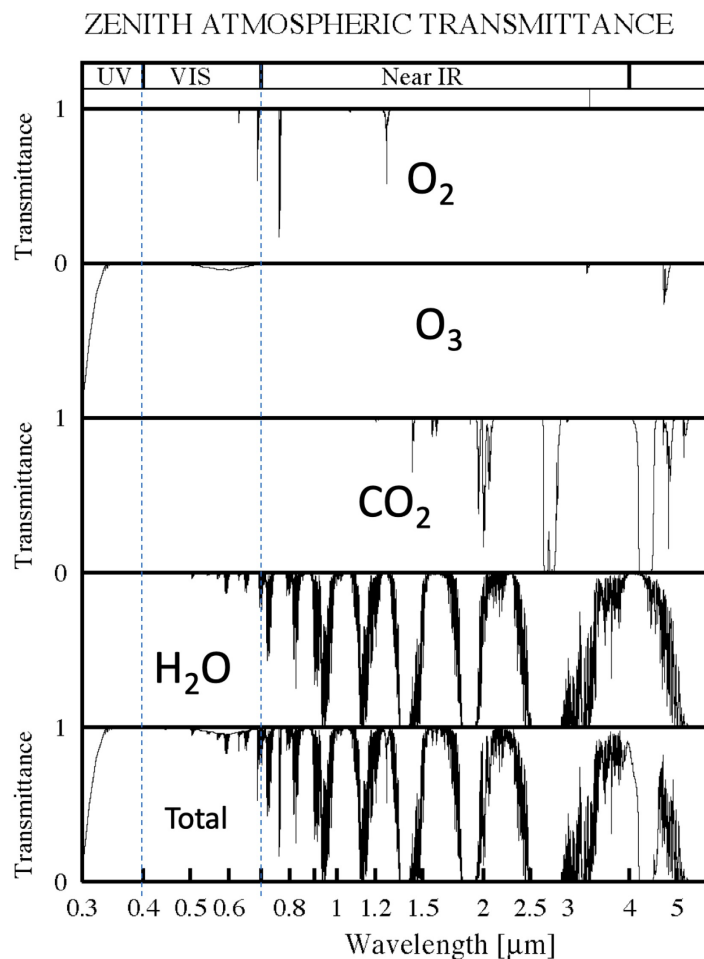 ZENITH ATMOSPHERIC TRANSMITTANCE
UV VIS Near IR
1
Transmittance
O2
0
O3
1
Transmittance
CO2
0
H2O
1
Transmittance
Total
0
0.3 0.4 0.5 0.6 0.8 1 1.2 1.5 2 2.5 3 4 5
Wavelength [μm]